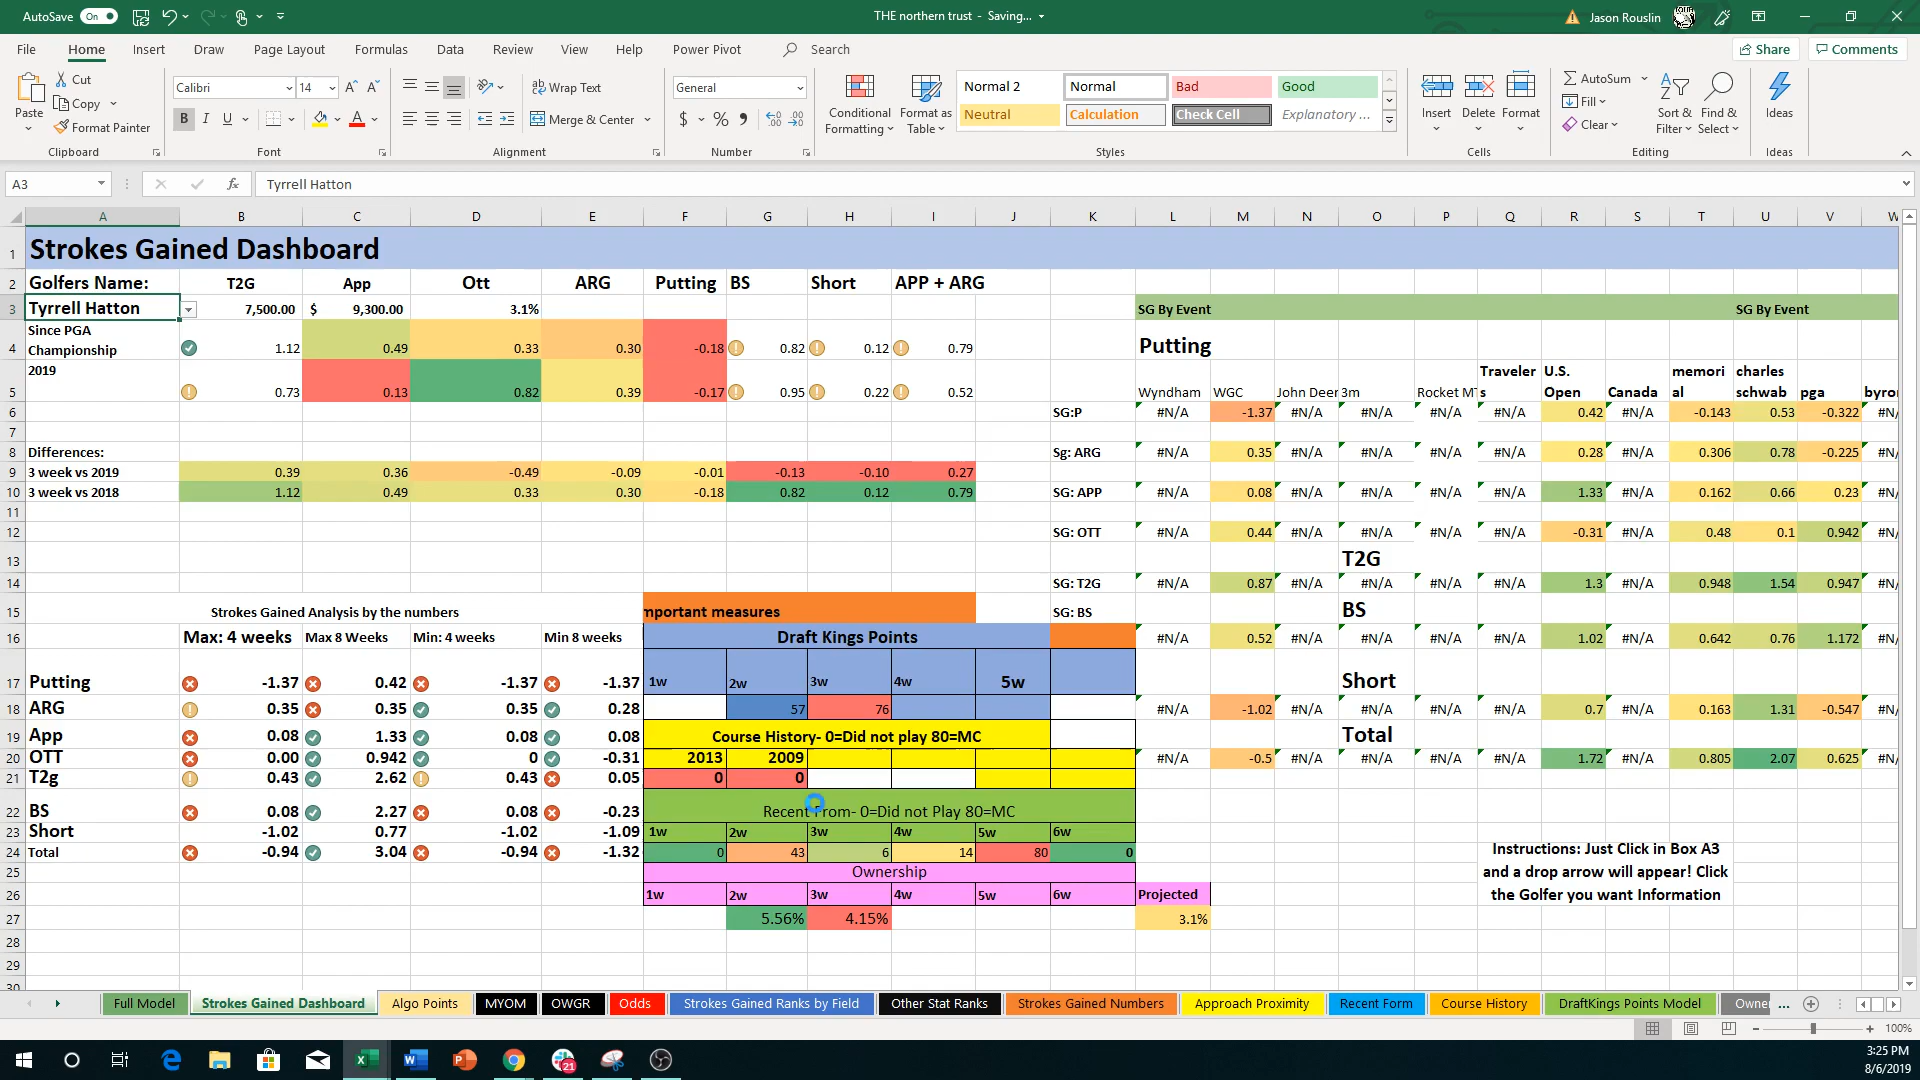 AutoSave On THE northern trust - Saving... Jason Rouslin
File Home Insert Draw Page Layout Formulas Data Review View Help Power Pivot Search Share Comments
Paste Cut Copy Format Painter Clipboard
Calibri 14 B I U A Font
Wrap Text Merge & Center Alignment
General $ % Number
Conditional Formatting Format as Table Normal 2 Normal Bad Good Neutral Calculation Check Cell Explanatory ... Styles
Insert Delete Format Cells
AutoSum Fill Clear Sort & Filter Find & Select Editing Ideas Ideas
A3 fx Tyrrell Hatton
A B C D E F G H I J K L M N O P Q R S T U V W
1 Strokes Gained Dashboard
2 Golfers Name: T2G App Ott ARG Putting BS Short APP + ARG
3 Tyrrell Hatton 7,500.00 $ 9,300.00 3.1% SG By Event SG By Event
4 Since PGA Championship 1.12 0.49 0.33 0.30 -0.18 0.82 0.12 0.79 Putting
5 2019 0.73 0.13 0.82 0.39 -0.17 0.95 0.22 0.52 Wyndham WGC John Deer 3m Rocket M Travelers U.S. Open Canada memorial charles schwab pga byro
6 SG:P #N/A -1.37 #N/A #N/A #N/A #N/A 0.42 #N/A -0.143 0.53 -0.322 #N/
7
8 Differences: Sg: ARG #N/A 0.35 #N/A #N/A #N/A #N/A 0.28 #N/A 0.306 0.78 -0.225 #N/
9 3 week vs 2019 0.39 0.36 -0.49 -0.09 -0.01 -0.13 -0.10 0.27
10 3 week vs 2018 1.12 0.49 0.33 0.30 -0.18 0.82 0.12 0.79 SG: APP #N/A 0.08 #N/A #N/A #N/A #N/A 1.33 #N/A 0.162 0.66 0.23 #N/
11
12 SG: OTT #N/A 0.44 #N/A #N/A #N/A #N/A -0.31 #N/A 0.48 0.1 0.942 #N/
13 T2G
14 SG: T2G #N/A 0.87 #N/A #N/A #N/A #N/A 1.3 #N/A 0.948 1.54 0.947 #N/
15 Strokes Gained Analysis by the numbers mportant measures SG: BS BS
16 Max: 4 weeks Max 8 Weeks Min: 4 weeks Min 8 weeks Draft Kings Points #N/A 0.52 #N/A #N/A #N/A #N/A 1.02 #N/A 0.642 0.76 1.172 #N/
17 Putting -1.37 0.42 -1.37 -1.37 1w 2w 3w 4w 5w Short
18 ARG 0.35 0.35 0.35 0.28 57 76 #N/A -1.02 #N/A #N/A #N/A #N/A 0.7 #N/A 0.163 1.31 -0.547 #N/
19 App 0.08 1.33 0.08 0.08 Course History- 0=Did not play 80=MC Total
20 OTT 0.00 0.942 0 -0.31 2013 2009 #N/A -0.5 #N/A #N/A #N/A #N/A 1.72 #N/A 0.805 2.07 0.625 #N/
21 T2g 0.43 2.62 0.43 0.05 0 0
22 BS 0.08 2.27 0.08 -0.23 Recent From- 0=Did not Play 80=MC
23 Short -1.02 0.77 -1.02 -1.09 1w 2w 3w 4w 5w 6w
24 Total -0.94 3.04 -0.94 -1.32 0 43 6 14 80 0 Instructions: Just Click in Box A3
25 Ownership and a drop arrow will appear! Click
26 1w 2w 3w 4w 5w 6w Projected the Golfer you want Information
27 5.56% 4.15% 3.1%
28
29
30
Full Model Strokes Gained Dashboard Algo Points MYOM OWGR Odds Strokes Gained Ranks by Field Other Stat Ranks Strokes Gained Numbers Approach Proximity Recent Form Course History DraftKings Points Model Owner ...
100%
21
3:25 PM
8/6/2019